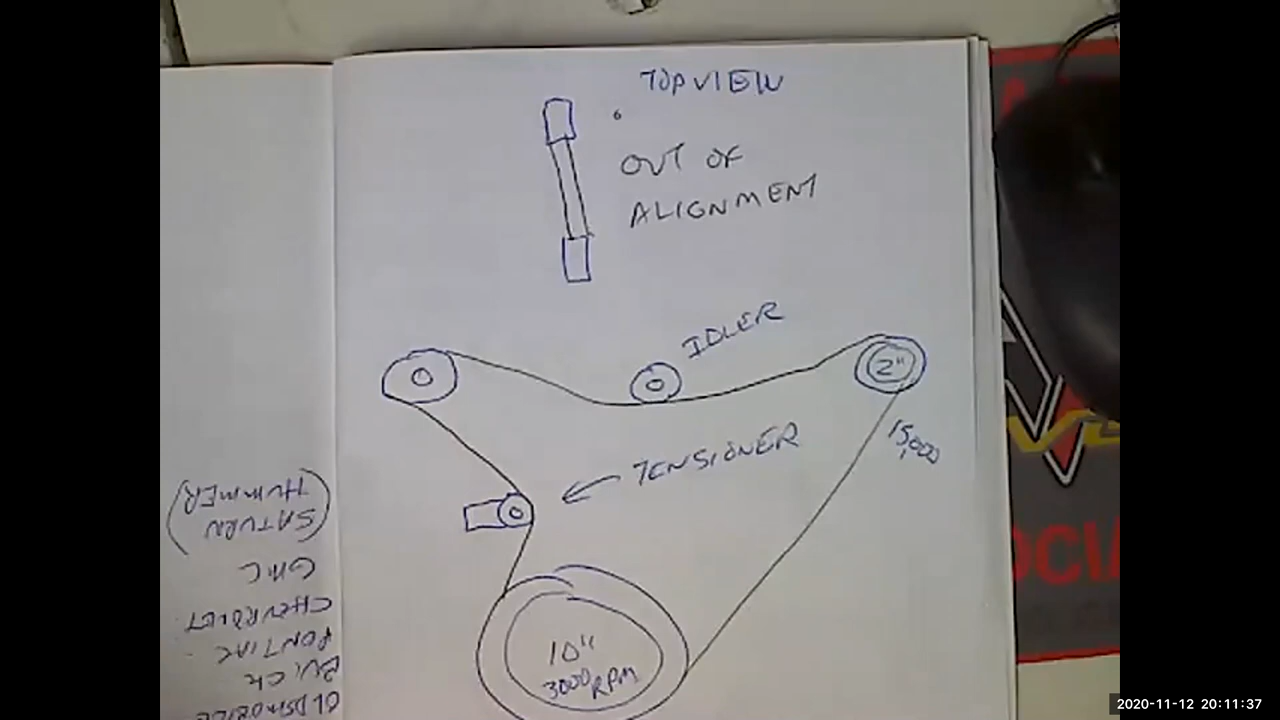 TOP VIEW
OUT OF
ALIGNMENT
IDLER
2"
15,000
TENSIONER
10"
3000 RPM
(SATURN
HUMMER)
GMC
CHEVROLET
PONTIAC
BUICK
OLDSMOBILE
OCIA
2020-11-12 20:11:37